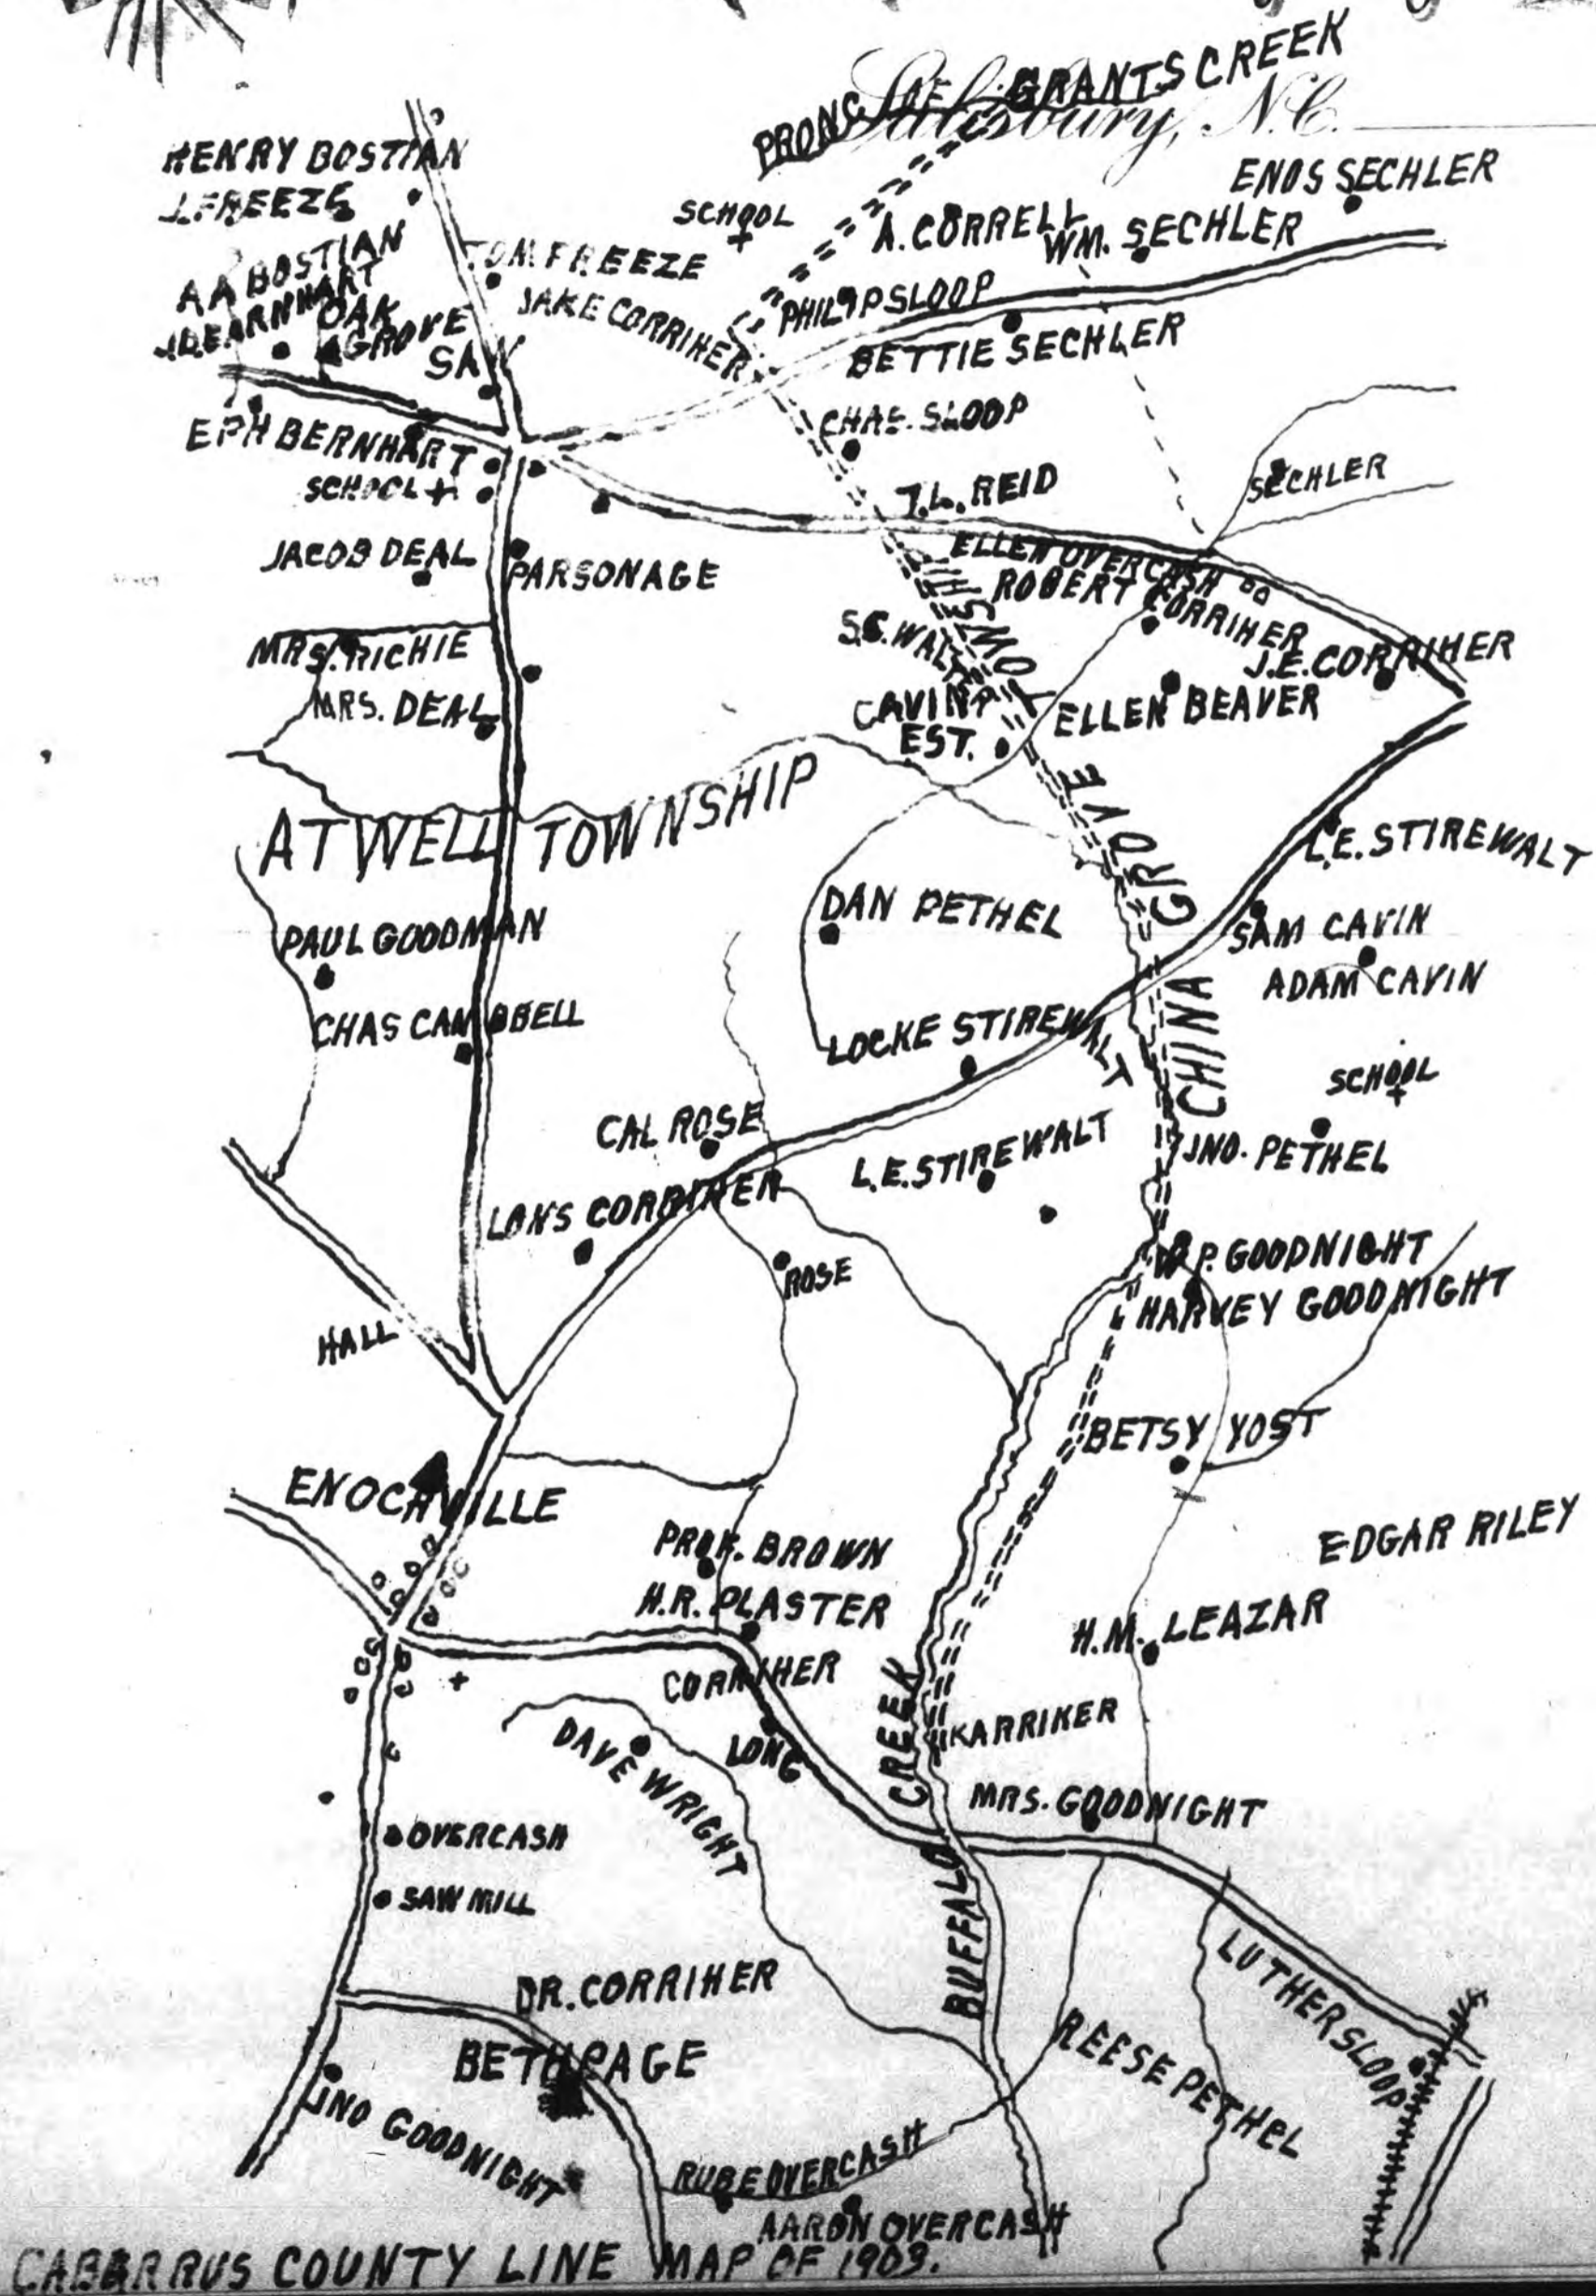 PRONG OF GRANTS CREEK
Salisbury, N.C.
HENRY BOSTIAN
J. FREEZE
ENOS SECHLER
SCHOOL
A. CORRELL
WM. SECHLER
A A BOSTIAN
TOM FREEZE
JAKE CORRIHER
PHILIP SLOOP
OAK
GROVE
SAW
BETTIE SECHLER
EPH BERNHART
SCHOOL
CHAS. SLOOP
J.L. REID
SECHLER
JACOB DEAL
PARSONAGE
ELLEN OVERCASH
ROBERT CORRIHER
MRS. RICHIE
J.E. CORRIHER
MRS. DEAL
CAVIN
EST.
ELLEN BEAVER
ATWELL TOWNSHIP
CHINA GROVE TOWNSHIP
L.E. STIREWALT
PAUL GOODMAN
DAN PETHEL
SAM CAVIN
ADAM CAVIN
CHAS CAMPBELL
LOCKE STIREWALT
SCHOOL
CAL ROSE
L.E. STIREWALT
JNO. PETHEL
LONS CORRIHER
ROSE
W.P. GOODNIGHT
HARVEY GOODNIGHT
HALL
BETSY YOST
ENOCHVILLE
PROF. BROWN
EDGAR RILEY
H.R. PLASTER
H.M. LEAZAR
CORRIHER
KARRIKER
DAVE WRIGHT
LONG
MRS. GOODNIGHT
BUFFALO CREEK
OVERCASH
SAW MILL
LUTHER SLOOP
DR. CORRIHER
BETHPAGE
REESE PETHEL
JNO GOODNIGHT
RUBE OVERCASH
AARON OVERCASH
CABARRUS COUNTY LINE MAP OF 1903.